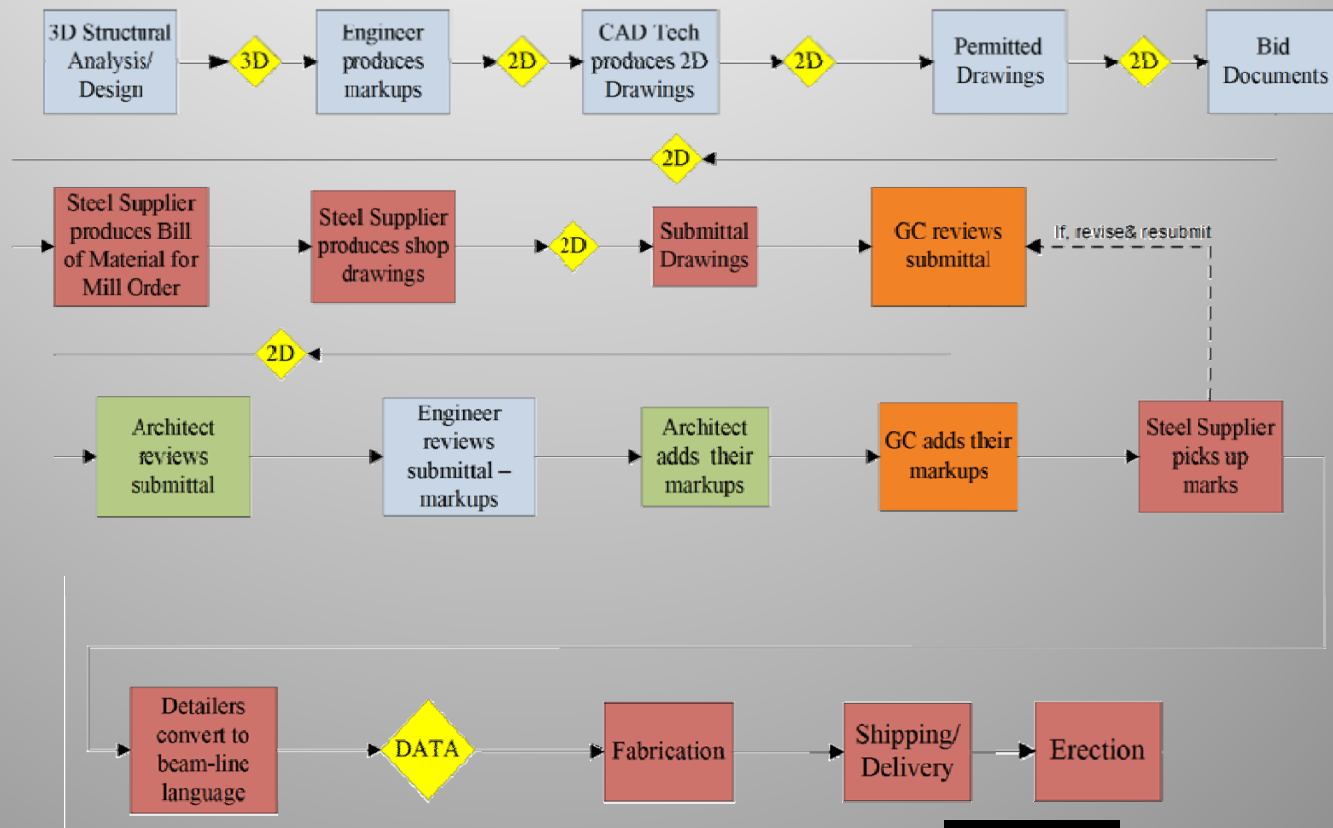 3D Structural
Analysis/
Design
3D
Engineer
produces
markups
2D
CAD Tech
produces 2D
Drawings
2D
Permitted
Drawings
2D
Bid
Documents
2D
Steel Supplier
produces Bill
of Material for
Mill Order
Steel Supplier
produces shop
drawings
2D
Submittal
Drawings
GC reviews
submittal
If, revise& resubmit
2D
Architect
reviews
submittal
Engineer
reviews
submittal –
markups
Architect
adds their
markups
GC adds their
markups
Steel Supplier
picks up
marks
Detailers
convert to
beam-line
language
DATA
Fabrication
Shipping/
Delivery
Erection